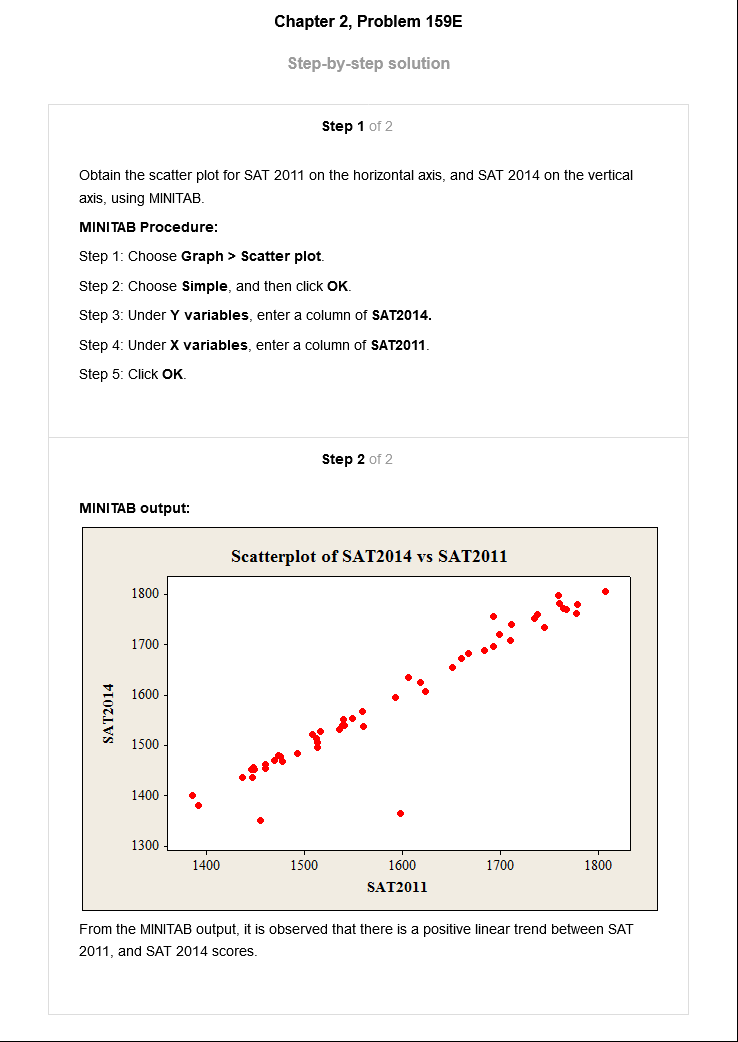 Chapter 2, Problem 159E
Step-by-step solution
Step 1 of 2
Obtain the scatter plot for SAT 2011 on the horizontal axis, and SAT 2014 on the vertical
axis, using MINITAB.
MINITAB Procedure:
Step 1: Choose Graph > Scatter plot.
Step 2: Choose Simple, and then click OK.
Step 3: Under Y variables, enter a column of SAT2014.
Step 4: Under X variables, enter a column of SAT2011.
Step 5: Click OK.
Step 2 of 2
MINITAB output:
Scatterplot of SAT2014 vs SAT2011
1800
1700
1600
1500
1400
1300
SAT2014
1400 1500 1600 1700 1800
SAT2011
From the MINITAB output, it is observed that there is a positive linear trend between SAT
2011, and SAT 2014 scores.